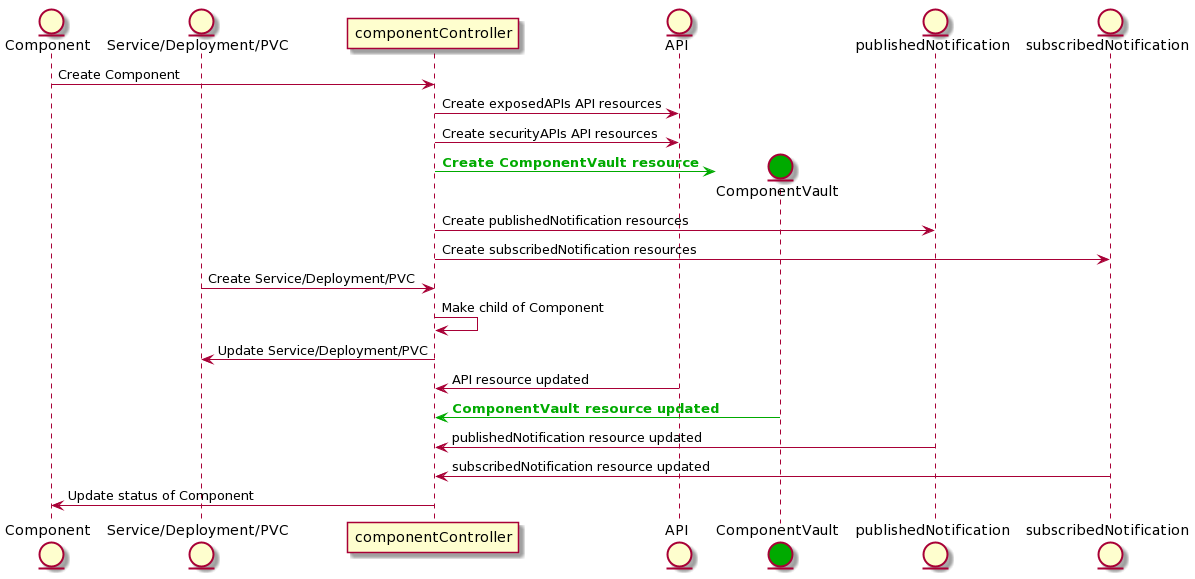 Component
Service/Deployment/PVC
componentController
API
publishedNotification
subscribedNotification
Create Component
Create exposedAPIs API resources
Create securityAPIs API resources
Create ComponentVault resource
ComponentVault
Create publishedNotification resources
Create subscribedNotification resources
Create Service/Deployment/PVC
Make child of Component
Update Service/Deployment/PVC
API resource updated
ComponentVault resource updated
publishedNotification resource updated
subscribedNotification resource updated
Update status of Component
Component
Service/Deployment/PVC
componentController
API
ComponentVault
publishedNotification
subscribedNotification